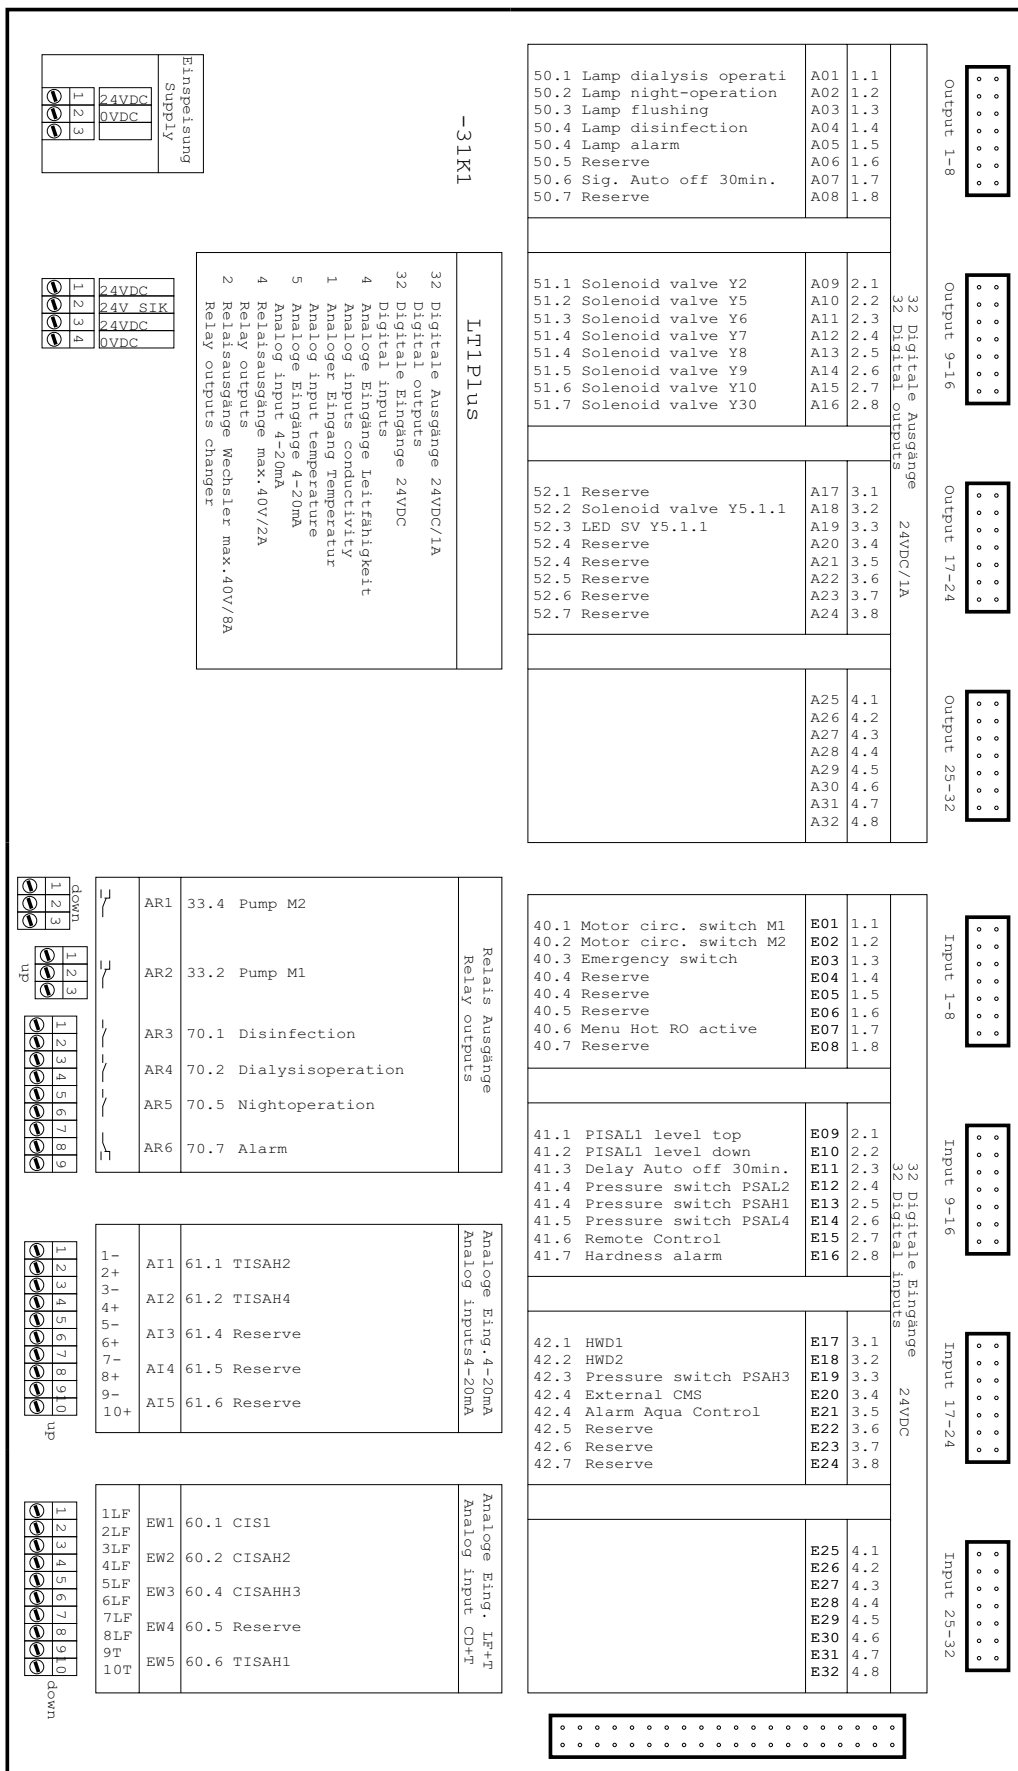 Einspeisung
Supply
1 24VDC
2 0VDC
3
-31K1
1 24VDC
2 24V SIK
3 24VDC
4 0VDC
LT1Plus
32 Digitale Ausgänge 24VDC/1A
Digital outputs
32 Digitale Eingänge 24VDC
Digital inputs
4 Analoge Eingänge Leitfähigkeit
Analog inputs conductivity
1 Analoger Eingang Temperatur
Analog input temperature
5 Analoge Eingänge 4-20mA
Analog input 4-20mA
4 Relaisausgänge max.40V/2A
Relay outputs
2 Relaisausgänge Wechsler max.40V/8A
Relay outputs changer
50.1 Lamp dialysis operati A01 1.1
50.2 Lamp night-operation A02 1.2
50.3 Lamp flushing A03 1.3
50.4 Lamp disinfection A04 1.4
50.4 Lamp alarm A05 1.5
50.5 Reserve A06 1.6
50.6 Sig. Auto off 30min. A07 1.7
50.7 Reserve A08 1.8
Output 1-8
51.1 Solenoid valve Y2 A09 2.1
51.2 Solenoid valve Y5 A10 2.2
51.3 Solenoid valve Y6 A11 2.3
51.4 Solenoid valve Y7 A12 2.4
51.4 Solenoid valve Y8 A13 2.5
51.5 Solenoid valve Y9 A14 2.6
51.6 Solenoid valve Y10 A15 2.7
51.7 Solenoid valve Y30 A16 2.8
Output 9-16
32 Digitale Ausgänge 24VDC/1A
32 Digital outputs
52.1 Reserve A17 3.1
52.2 Solenoid valve Y5.1.1 A18 3.2
52.3 LED SV Y5.1.1 A19 3.3
52.4 Reserve A20 3.4
52.4 Reserve A21 3.5
52.5 Reserve A22 3.6
52.6 Reserve A23 3.7
52.7 Reserve A24 3.8
Output 17-24
A25 4.1
A26 4.2
A27 4.3
A28 4.4
A29 4.5
A30 4.6
A31 4.7
A32 4.8
Output 25-32
down
1
2
3
up
1
2
3
1
2
3
4
5
6
7
8
9
AR1 33.4 Pump M2
AR2 33.2 Pump M1
AR3 70.1 Disinfection
AR4 70.2 Dialysisoperation
AR5 70.5 Nightoperation
AR6 70.7 Alarm
Relais Ausgänge
Relay outputs
1
2
3
4
5
6
7
8
9
10
up
1-
2+
3-
4+
5-
6+
7-
8+
9-
10+
AI1 61.1 TISAH2
AI2 61.2 TISAH4
AI3 61.4 Reserve
AI4 61.5 Reserve
AI5 61.6 Reserve
Analoge Eing.4-20mA
Analog inputs4-20mA
1
2
3
4
5
6
7
8
9
10
down
1LF
2LF
3LF
4LF
5LF
6LF
7LF
8LF
9T
10T
EW1 60.1 CIS1
EW2 60.2 CISAH2
EW3 60.4 CISAHH3
EW4 60.5 Reserve
EW5 60.6 TISAH1
Analoge Eing. LF+T
Analog input CD+T
40.1 Motor circ. switch M1 E01 1.1
40.2 Motor circ. switch M2 E02 1.2
40.3 Emergency switch E03 1.3
40.4 Reserve E04 1.4
40.4 Reserve E05 1.5
40.5 Reserve E06 1.6
40.6 Menu Hot RO active E07 1.7
40.7 Reserve E08 1.8
Input 1-8
41.1 PISAL1 level top E09 2.1
41.2 PISAL1 level down E10 2.2
41.3 Delay Auto off 30min. E11 2.3
41.4 Pressure switch PSAL2 E12 2.4
41.4 Pressure switch PSAH1 E13 2.5
41.5 Pressure switch PSAL4 E14 2.6
41.6 Remote Control E15 2.7
41.7 Hardness alarm E16 2.8
Input 9-16
32 Digitale Eingänge 24VDC
32 Digital inputs
42.1 HWD1 E17 3.1
42.2 HWD2 E18 3.2
42.3 Pressure switch PSAH3 E19 3.3
42.4 External CMS E20 3.4
42.4 Alarm Aqua Control E21 3.5
42.5 Reserve E22 3.6
42.6 Reserve E23 3.7
42.7 Reserve E24 3.8
Input 17-24
E25 4.1
E26 4.2
E27 4.3
E28 4.4
E29 4.5
E30 4.6
E31 4.7
E32 4.8
Input 25-32